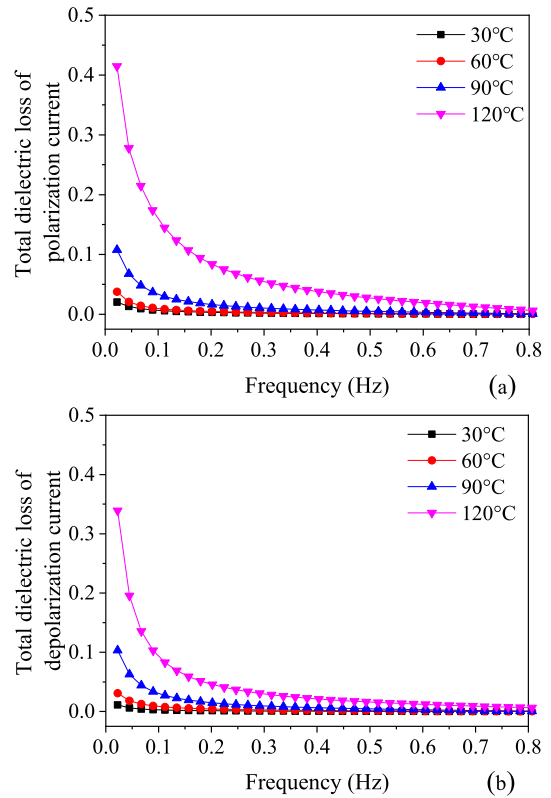 0.5
0.4
0.3
0.2
0.1
0.0
Total dielectric loss of
polarization current
30°C
60°C
90°C
120°C
0.0 0.1 0.2 0.3 0.4 0.5 0.6 0.7 0.8
Frequency (Hz)
(a)
0.5
0.4
0.3
0.2
0.1
0.0
Total dielectric loss of
depolarization current
30°C
60°C
90°C
120°C
0.0 0.1 0.2 0.3 0.4 0.5 0.6 0.7 0.8
Frequency (Hz)
(b)